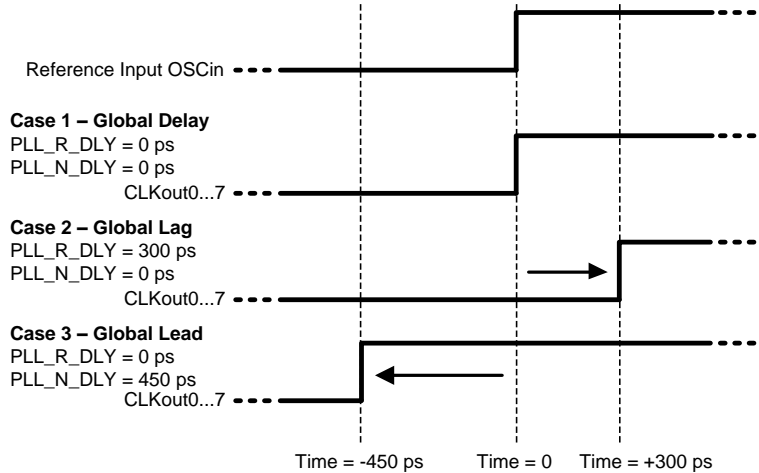 Reference Input OSCin
Case 1 – Global Delay
PLL_R_DLY = 0 ps
PLL_N_DLY = 0 ps
CLKout0...7
Case 2 – Global Lag
PLL_R_DLY = 300 ps
PLL_N_DLY = 0 ps
CLKout0...7
Case 3 – Global Lead
PLL_R_DLY = 0 ps
PLL_N_DLY = 450 ps
CLKout0...7
Time = -450 ps
Time = 0
Time = +300 ps